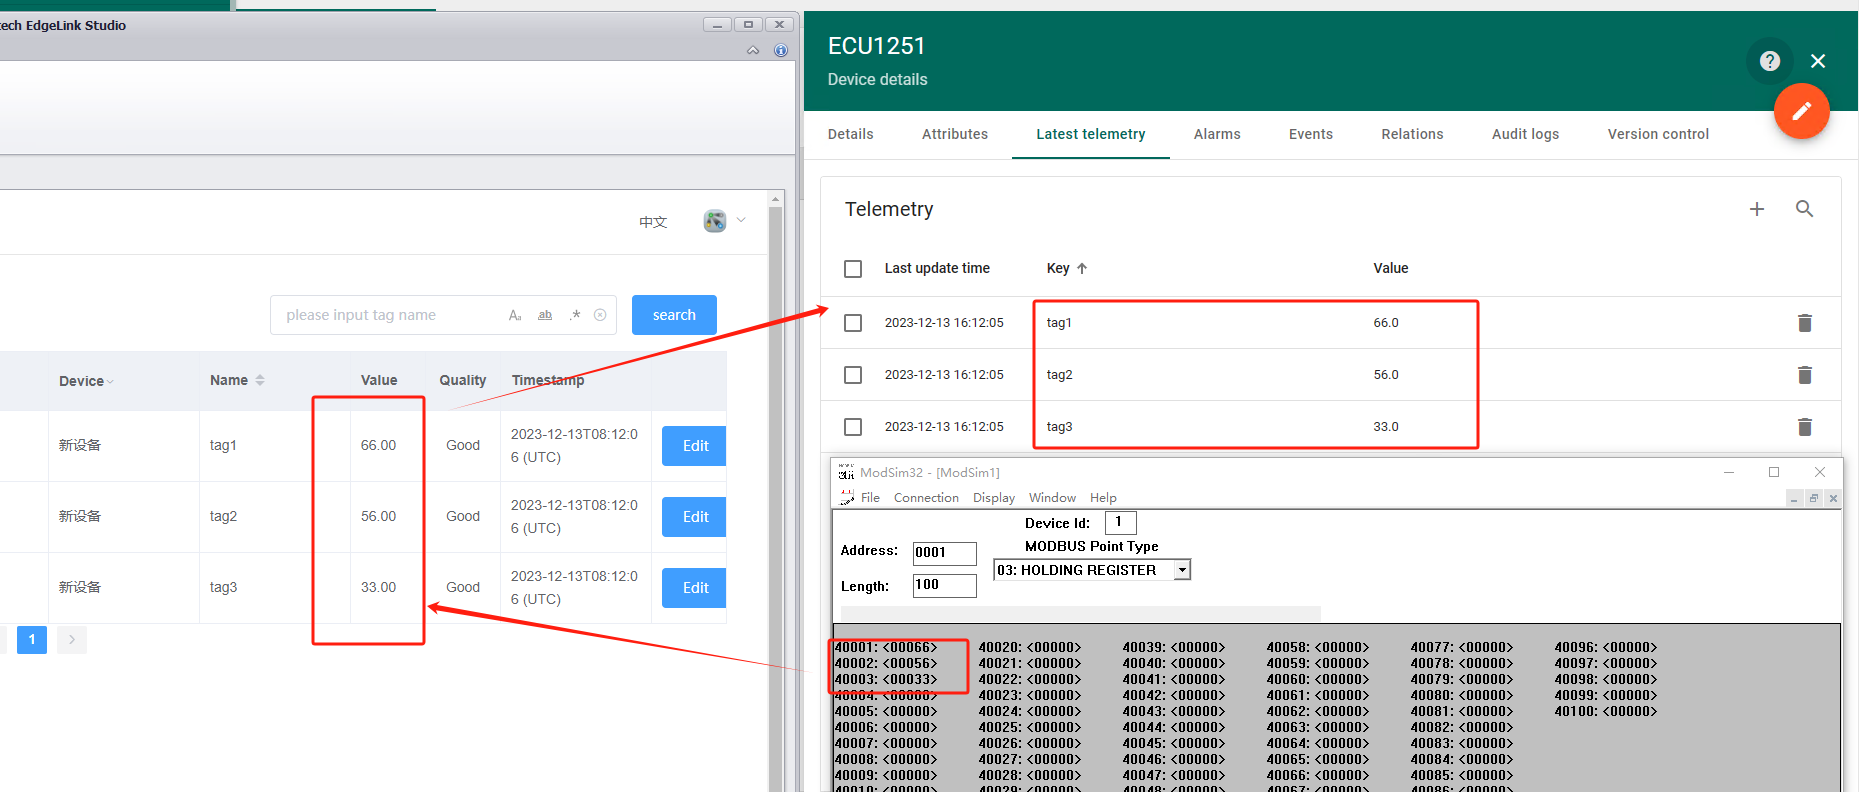 tech EdgeLink Studio
中文
please input tag name
Aa
ab
.*
search
Device
Name
Value
Quality
Timestamp
新设备
tag1
66.00
Good
2023-12-13T08:12:0
6 (UTC)
Edit
新设备
tag2
56.00
Good
2023-12-13T08:12:0
6 (UTC)
Edit
新设备
tag3
33.00
Good
2023-12-13T08:12:0
6 (UTC)
Edit
1
ECU1251
Device details
Details
Attributes
Latest telemetry
Alarms
Events
Relations
Audit logs
Version control
Telemetry
Last update time
Key
Value
2023-12-13 16:12:05
tag1
66.0
2023-12-13 16:12:05
tag2
56.0
2023-12-13 16:12:05
tag3
33.0
ModSim32 - [ModSim1]
File
Connection
Display
Window
Help
Device Id: 1
Address: 0001
MODBUS Point Type
03: HOLDING REGISTER
Length: 100
40001: <00066> 40020: <00000> 40039: <00000> 40058: <00000> 40077: <00000> 40096: <00000>
40002: <00056> 40021: <00000> 40040: <00000> 40059: <00000> 40078: <00000> 40097: <00000>
40003: <00033> 40022: <00000> 40041: <00000> 40060: <00000> 40079: <00000> 40098: <00000>
40004: <00000> 40023: <00000> 40042: <00000> 40061: <00000> 40080: <00000> 40099: <00000>
40005: <00000> 40024: <00000> 40043: <00000> 40062: <00000> 40081: <00000> 40100: <00000>
40006: <00000> 40025: <00000> 40044: <00000> 40063: <00000> 40082: <00000>
40007: <00000> 40026: <00000> 40045: <00000> 40064: <00000> 40083: <00000>
40008: <00000> 40027: <00000> 40046: <00000> 40065: <00000> 40084: <00000>
40009: <00000> 40028: <00000> 40047: <00000> 40066: <00000> 40085: <00000>
40010: <00000> 40029: <00000> 40048: <00000> 40067: <00000> 40086: <00000>